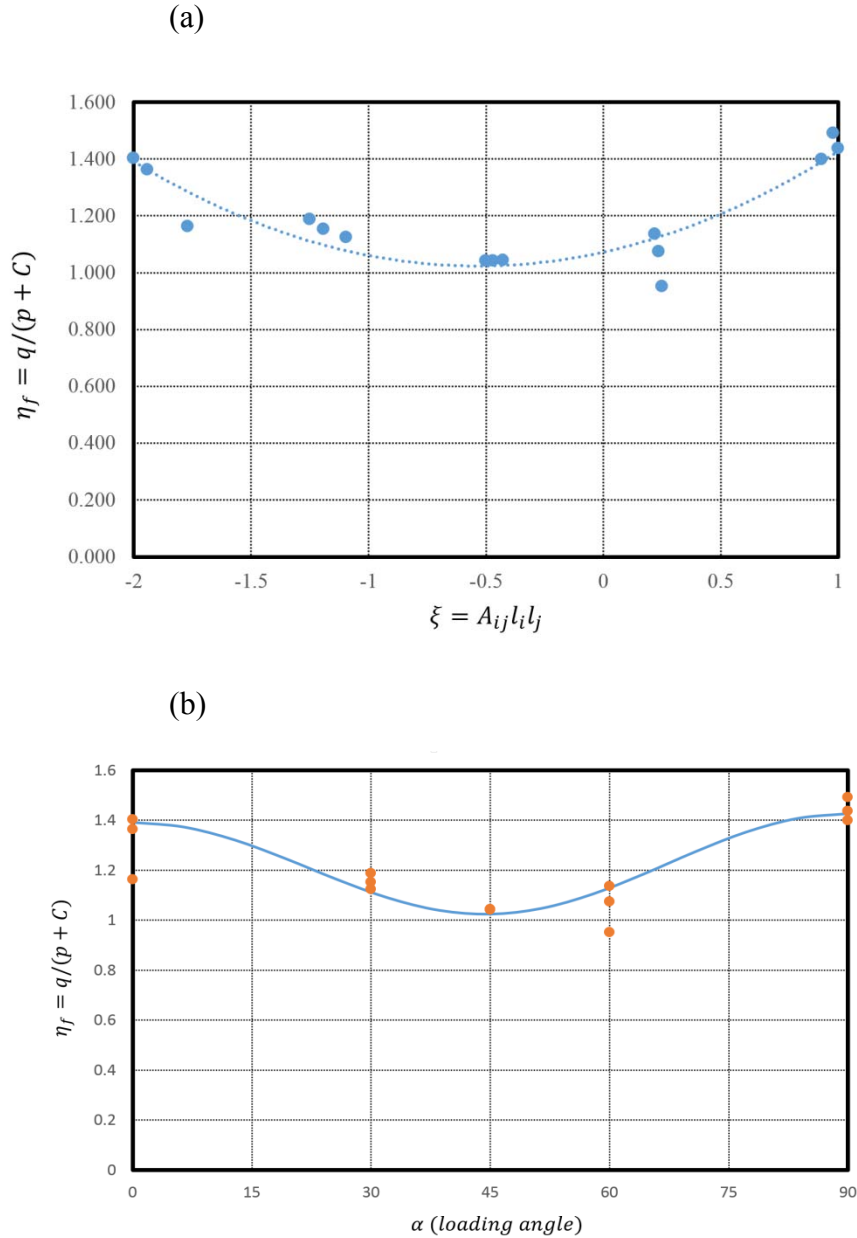 (a)
1.600
1.400
1.200
1.000
0.800
0.600
0.400
0.200
0.000
η_f = q/(p + C)
-2 -1.5 -1 -0.5 0 0.5 1
ξ = A_{ij}l_i l_j
(b)
1.6
1.4
1.2
1
0.8
0.6
0.4
0.2
0
η_f = q/(p + C)
0 15 30 45 60 75 90
α (loading angle)